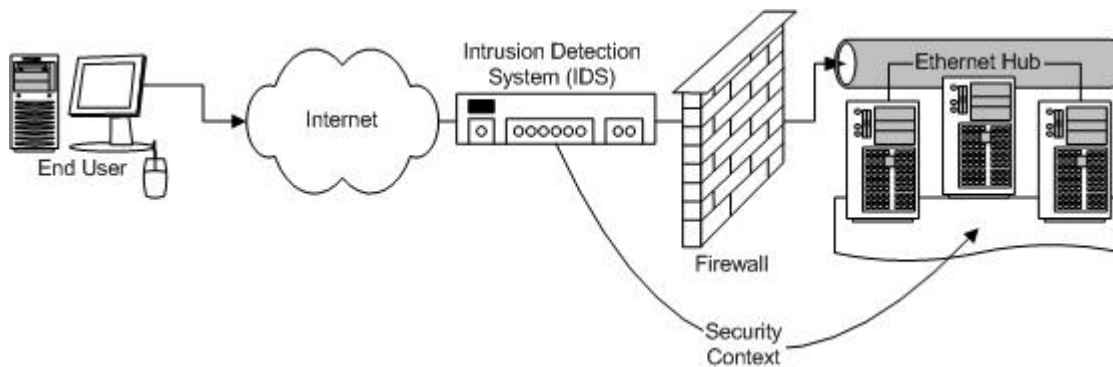 Intrusion Detection
System (IDS)
Ethernet Hub
Internet
End User
Firewall
Security
Context